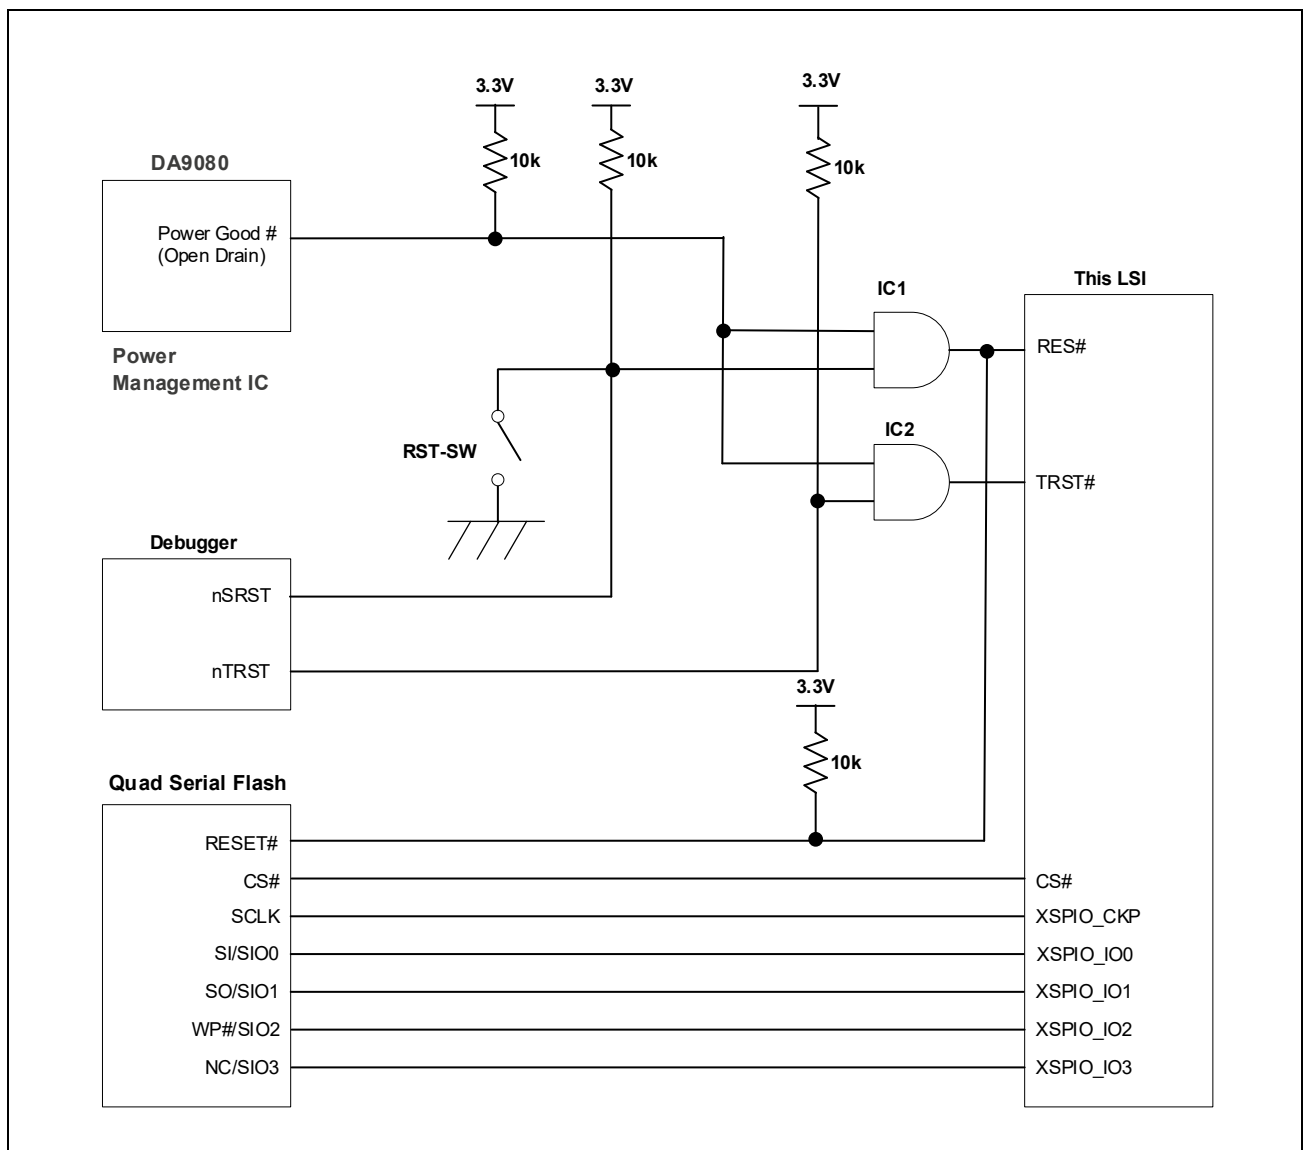 3.3V
3.3V
3.3V
10k
10k
10k
DA9080
Power Good #
(Open Drain)
Power
Management IC
IC1
This LSI
RES#
IC2
RST-SW
TRST#
Debugger
nSRST
nTRST
3.3V
10k
Quad Serial Flash
RESET#
CS#
CS#
SCLK
XSPIO_CKP
SI/SIO0
XSPIO_IO0
SO/SIO1
XSPIO_IO1
WP#/SIO2
XSPIO_IO2
NC/SIO3
XSPIO_IO3